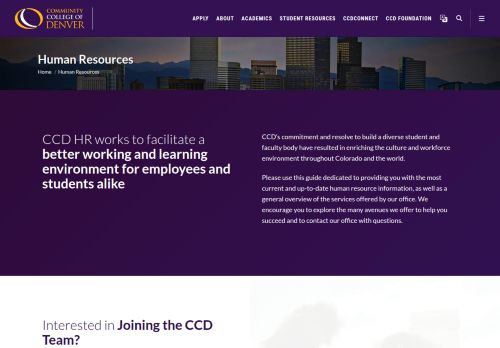 COMMUNITY
COLLEGE OF
DENVER
APPLY ABOUT ACADEMICS STUDENT RESOURCES CCDCONNECT CCD FOUNDATION
Human Resources
Home / Human Resources
CCD HR works to facilitate a
better working and learning
environment for employees and
students alike
CCD's commitment and resolve to build a diverse student and
faculty body have resulted in enriching the culture and workforce
environment throughout Colorado and the world.
Please use this guide dedicated to providing you with the most
current and up-to-date human resource information, as well as a
general overview of the services offered by our office. We
encourage you to explore the many avenues we offer to help you
succeed and to contact our office with questions.
Interested in Joining the CCD
Team?